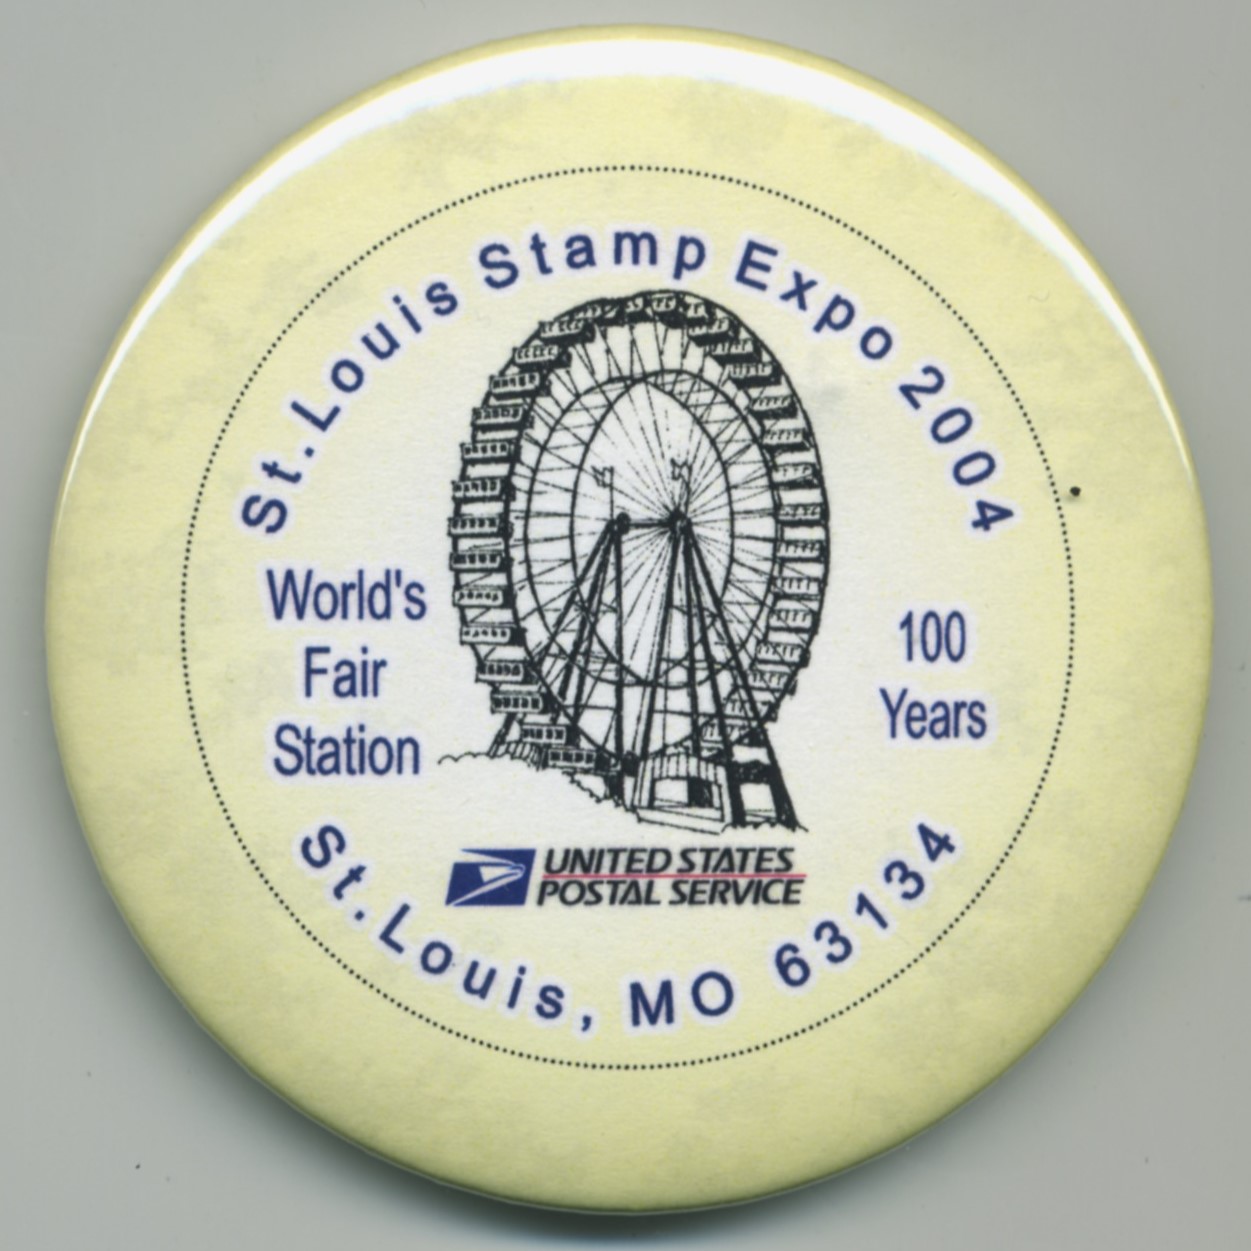 St. Louis Stamp Expo 2004
World's
Fair
Station
100
Years
UNITED STATES
POSTAL SERVICE
St. Louis, MO 63134